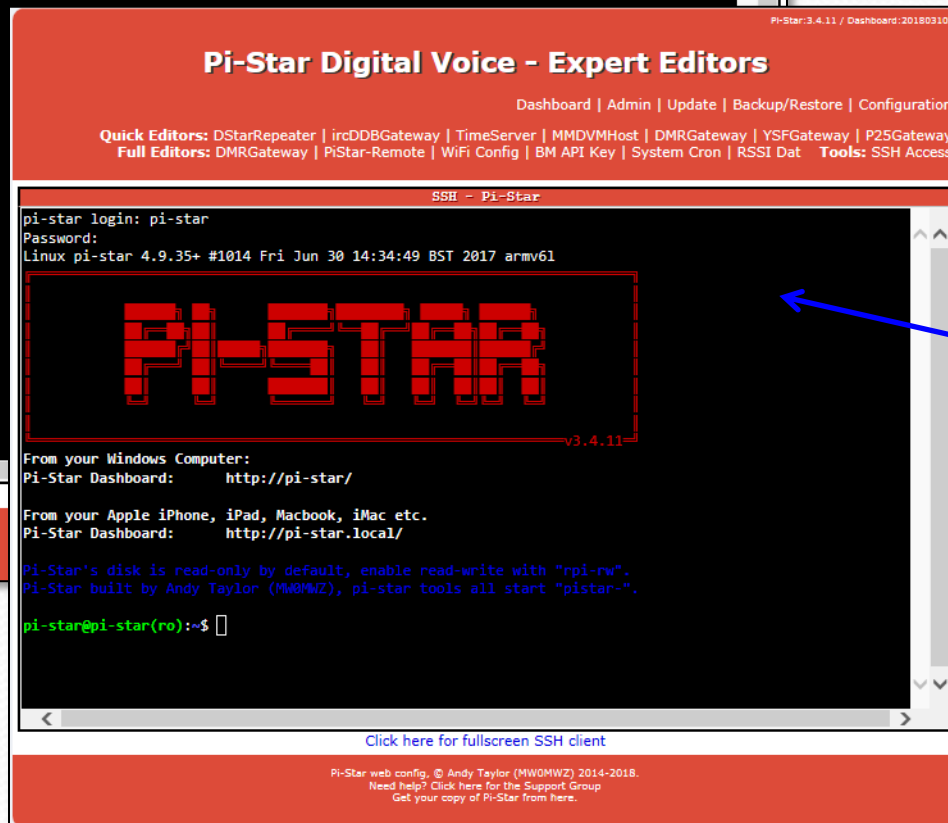 Pi-Star:3.4.11 / Dashboard:20180310
Pi-Star Digital Voice - Expert Editors
Dashboard | Admin | Update | Backup/Restore | Configuration
Quick Editors: DStarRepeater | ircDDBGateway | TimeServer | MMDVMHost | DMRGateway | YSFGateway | P25Gateway
Full Editors: DMRGateway | PiStar-Remote | WiFi Config | BM API Key | System Cron | RSSI Dat Tools: SSH Access
SSH - Pi-Star
pi-star login: pi-star
Password:
Linux pi-star 4.9.35+ #1014 Fri Jun 30 14:34:49 BST 2017 armv6l
PI-STAR
v3.4.11
From your Windows Computer:
Pi-Star Dashboard: http://pi-star/
From your Apple iPhone, iPad, Macbook, iMac etc.
Pi-Star Dashboard: http://pi-star.local/
Pi-Star's disk is read-only by default, enable read-write with "rpi-rw".
Pi-Star built by Andy Taylor (MW0MWZ), pi-star tools all start "pistar-".
pi-star@pi-star(ro):~$
Click here for fullscreen SSH client
Pi-Star web config, © Andy Taylor (MW0MWZ) 2014-2018.
Need help? Click here for the Support Group
Get your copy of Pi-Star from here.